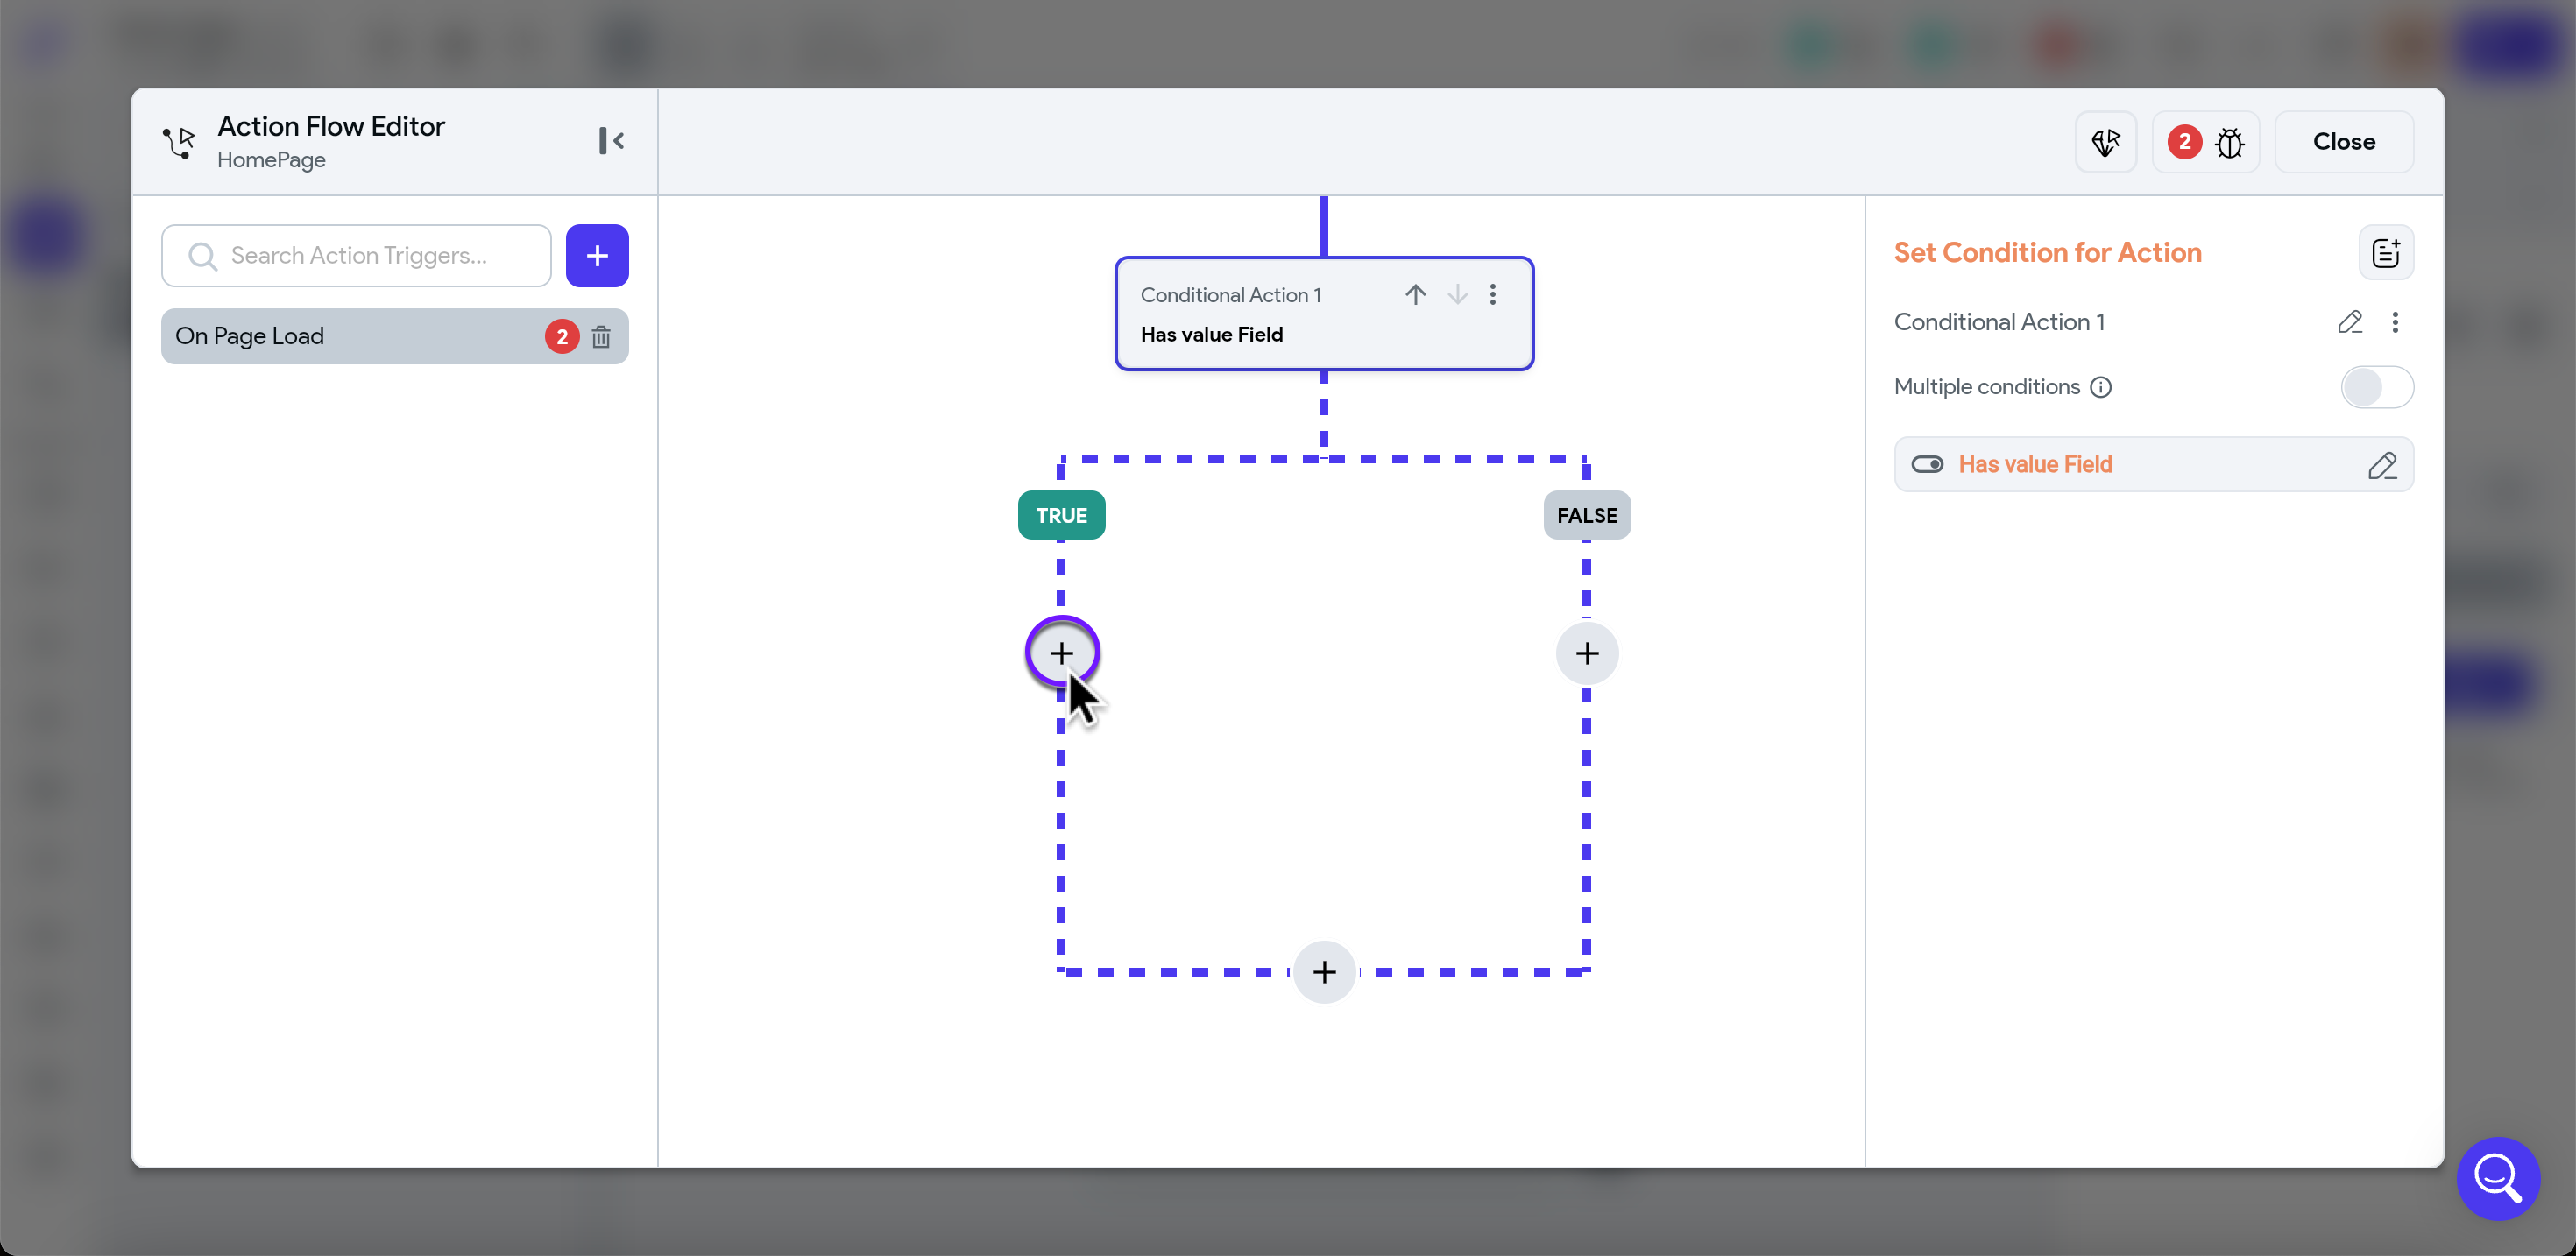 Action Flow Editor
HomePage
2
Close
Search Action Triggers...
On Page Load
2
Conditional Action 1
Has value Field
TRUE
FALSE
Set Condition for Action
Conditional Action 1
Multiple conditions
Has value Field